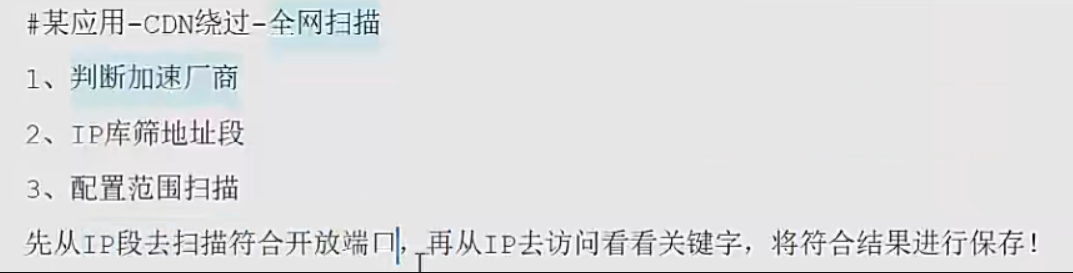 #某应用-CDN绕过-全网扫描
1、判断加速厂商
2、IP库筛地址段
3、配置范围扫描
先从IP段去扫描符合开放端口，再从IP去访问看看关键字，将符合结果进行保存！